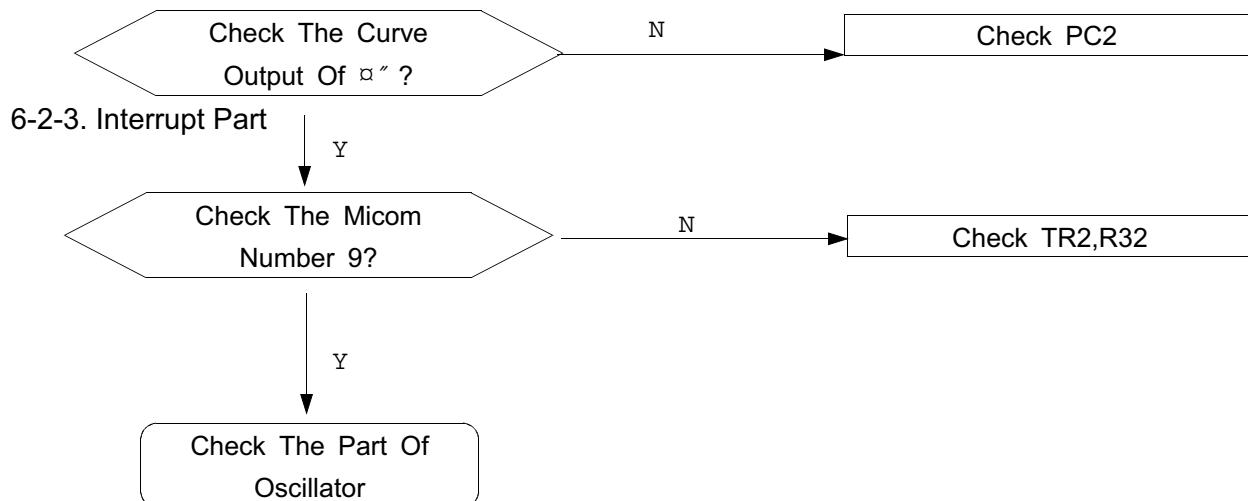 Check The Curve
Output Of ¤˝ ?
N
Check PC2
6-2-3. Interrupt Part
Y
Check The Micom
Number 9?
N
Check TR2,R32
Y
Check The Part Of
Oscillator